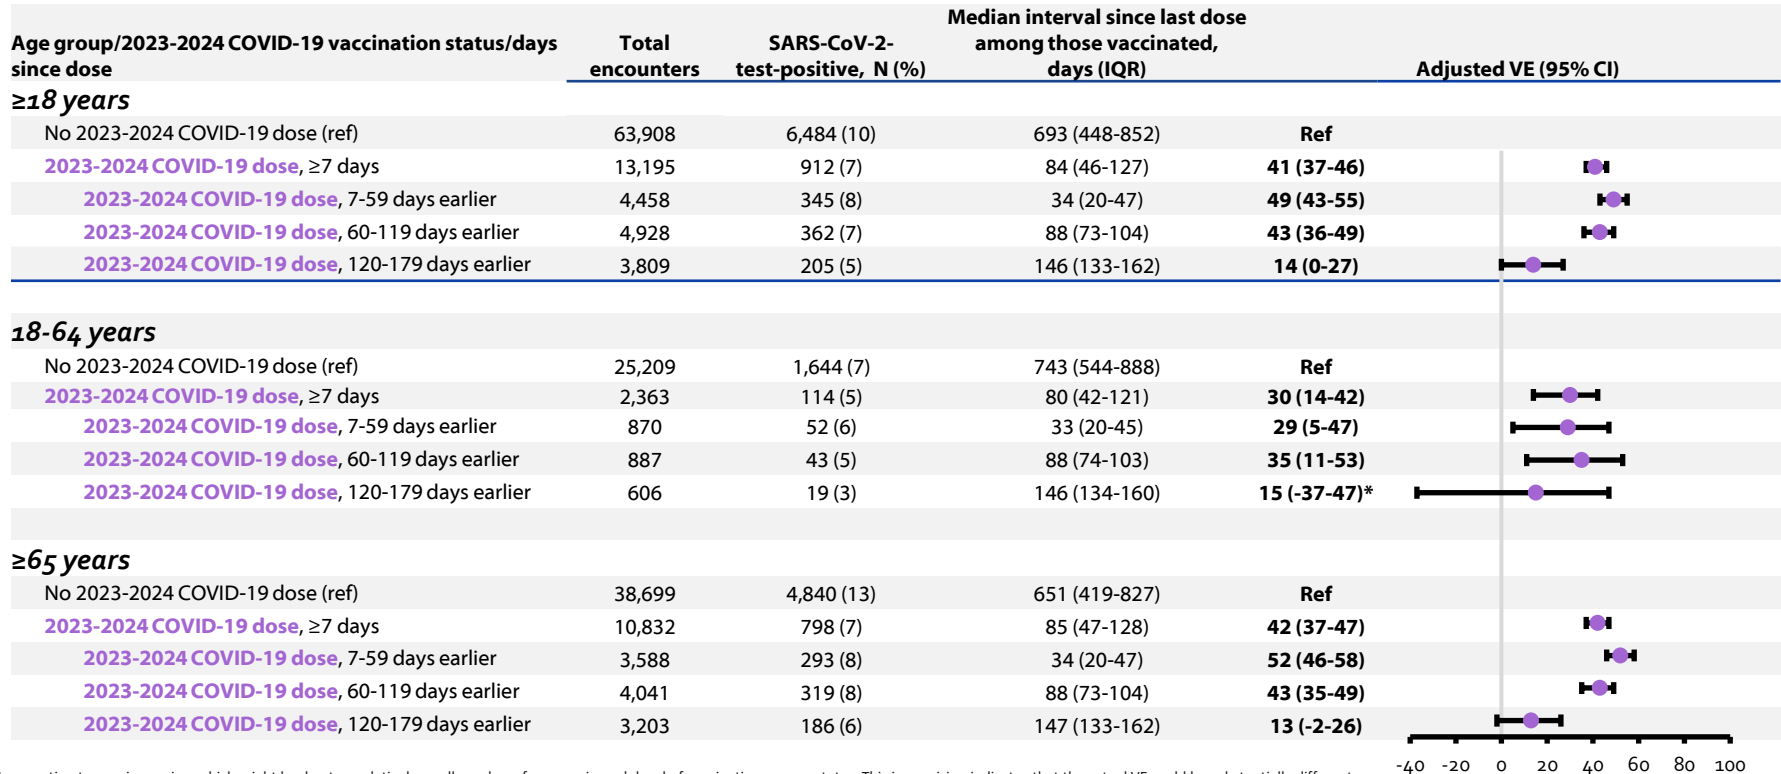 Age group/2023-2024 COVID-19 vaccination status/days since dose Total encounters SARS-CoV-2-test-positive, N (%) Median interval since last dose among those vaccinated, days (IQR) Adjusted VE (95% CI)
≥18 years
No 2023-2024 COVID-19 dose (ref) 63,908 6,484 (10) 693 (448-852) Ref
2023-2024 COVID-19 dose, ≥7 days 13,195 912 (7) 84 (46-127) 41 (37-46)
2023-2024 COVID-19 dose, 7-59 days earlier 4,458 345 (8) 34 (20-47) 49 (43-55)
2023-2024 COVID-19 dose, 60-119 days earlier 4,928 362 (7) 88 (73-104) 43 (36-49)
2023-2024 COVID-19 dose, 120-179 days earlier 3,809 205 (5) 146 (133-162) 14 (0-27)
18-64 years
No 2023-2024 COVID-19 dose (ref) 25,209 1,644 (7) 743 (544-888) Ref
2023-2024 COVID-19 dose, ≥7 days 2,363 114 (5) 80 (42-121) 30 (14-42)
2023-2024 COVID-19 dose, 7-59 days earlier 870 52 (6) 33 (20-45) 29 (5-47)
2023-2024 COVID-19 dose, 60-119 days earlier 887 43 (5) 88 (74-103) 35 (11-53)
2023-2024 COVID-19 dose, 120-179 days earlier 606 19 (3) 146 (134-160) 15 (-37-47)*
≥65 years
No 2023-2024 COVID-19 dose (ref) 38,699 4,840 (13) 651 (419-827) Ref
2023-2024 COVID-19 dose, ≥7 days 10,832 798 (7) 85 (47-128) 42 (37-47)
2023-2024 COVID-19 dose, 7-59 days earlier 3,588 293 (8) 34 (20-47) 52 (46-58)
2023-2024 COVID-19 dose, 60-119 days earlier 4,041 319 (8) 88 (73-104) 43 (35-49)
2023-2024 COVID-19 dose, 120-179 days earlier 3,203 186 (6) 147 (133-162) 13 (-2-26)
-40 -20 0 20 40 60 80 100